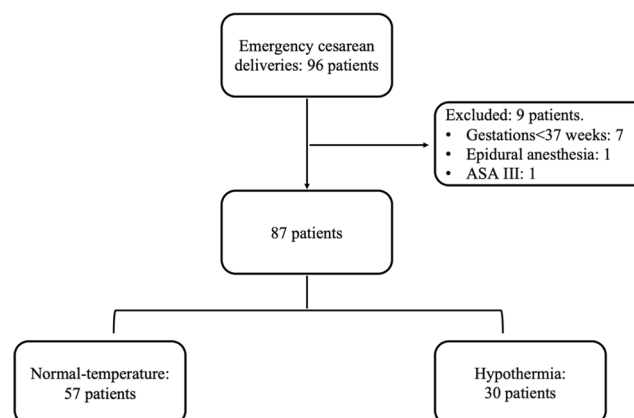 Emergency cesarean
deliveries: 96 patients
Excluded: 9 patients.
• Gestations<37 weeks: 7
• Epidural anesthesia: 1
• ASA III: 1
87 patients
Normal-temperature:
57 patients
Hypothermia:
30 patients